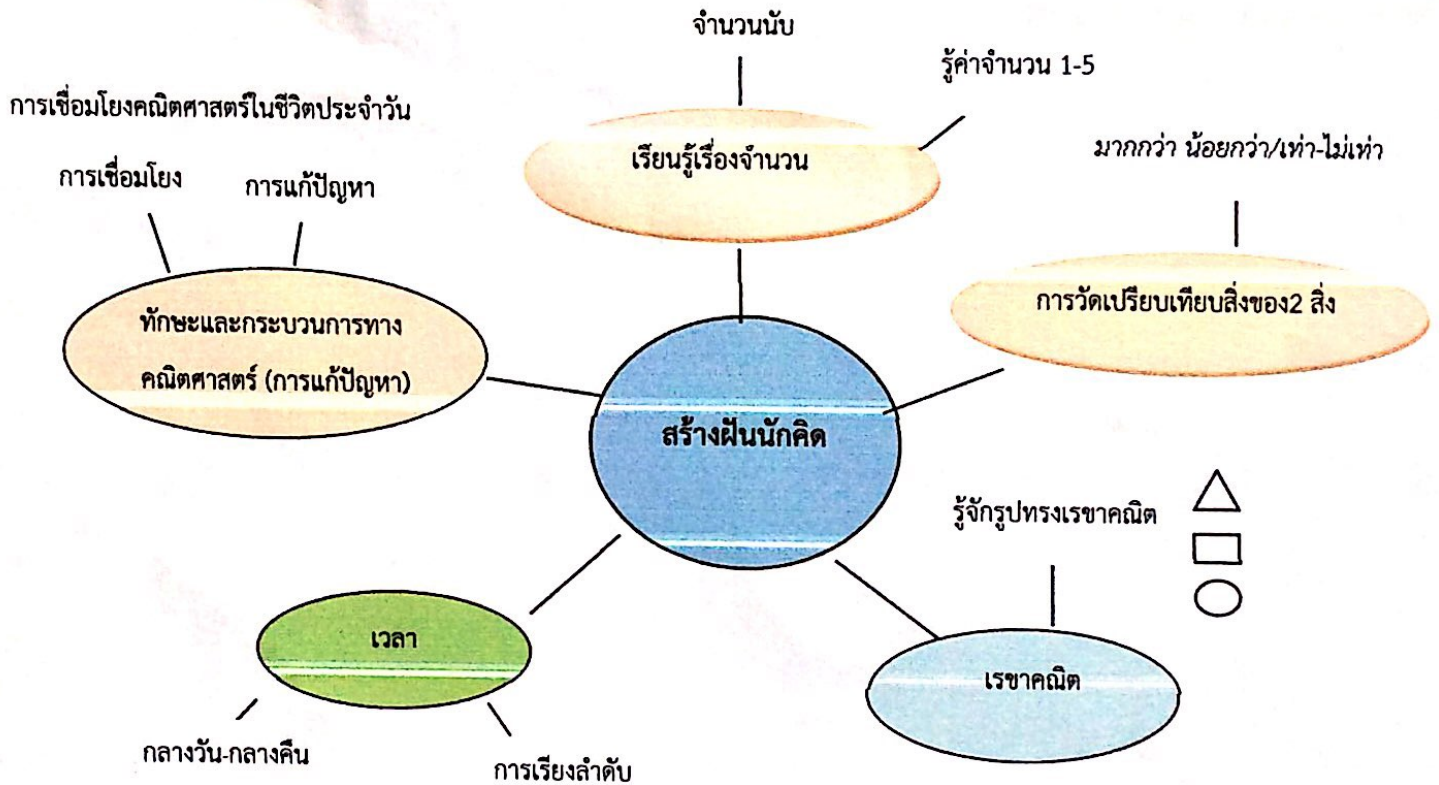 จำนวนนับ
รู้ค่าจำนวน 1-5
การเชื่อมโยงคณิตศาสตร์ในชีวิตประจำวัน
เรียนรู้เรื่องจำนวน
มากกว่า น้อยกว่า/เท่า-ไม่เท่า
การเชื่อมโยง
การแก้ปัญหา
การวัดเปรียบเทียบสิ่งของ2 สิ่ง
ทักษะและกระบวนการทาง
คณิตศาสตร์ (การแก้ปัญหา)
สร้างฝันนักคิด
รู้จักรูปทรงเรขาคณิต
เวลา
เรขาคณิต
กลางวัน-กลางคืน
การเรียงลำดับ